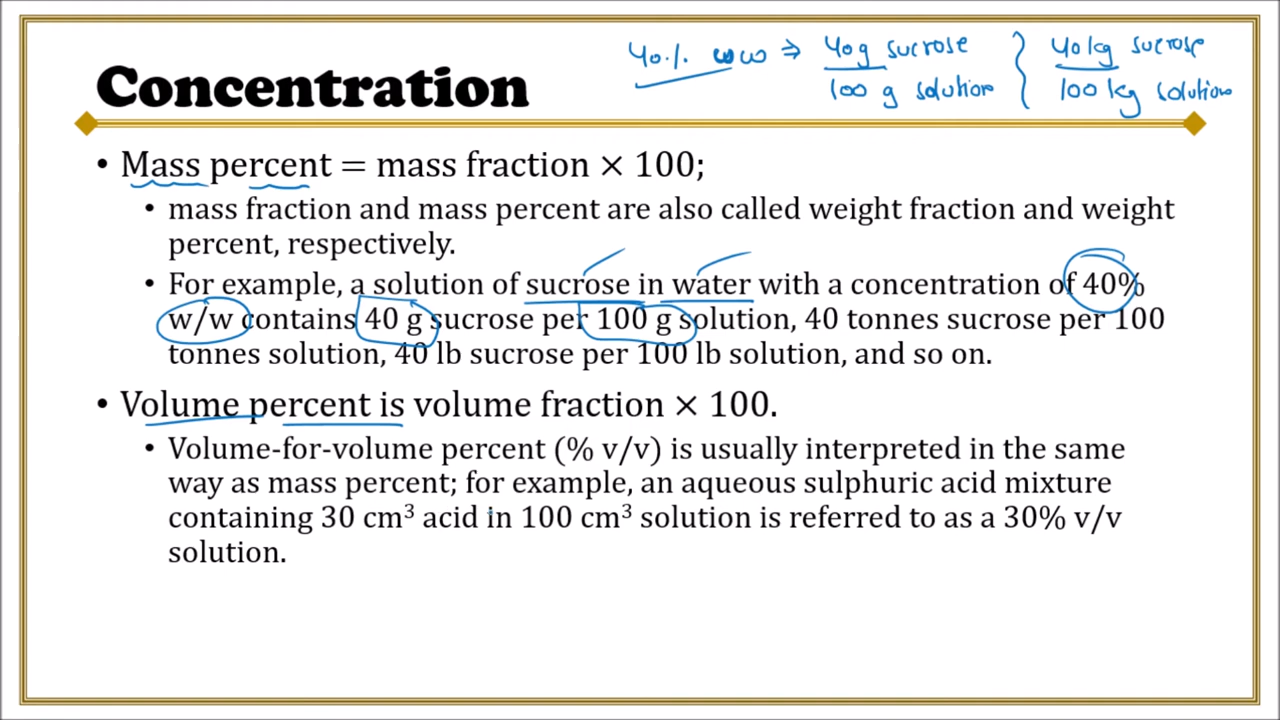 40% ww ⇒ 40g sucrose } 40 kg sucrose
100 g solution 100 kg solution
Concentration
• Mass percent = mass fraction × 100;
• mass fraction and mass percent are also called weight fraction and weight
percent, respectively.
• For example, a solution of sucrose in water with a concentration of 40%
w/w contains 40 g sucrose per 100 g solution, 40 tonnes sucrose per 100
tonnes solution, 40 lb sucrose per 100 lb solution, and so on.
• Volume percent is volume fraction × 100.
• Volume-for-volume percent (% v/v) is usually interpreted in the same
way as mass percent; for example, an aqueous sulphuric acid mixture
containing 30 cm³ acid in 100 cm³ solution is referred to as a 30% v/v
solution.